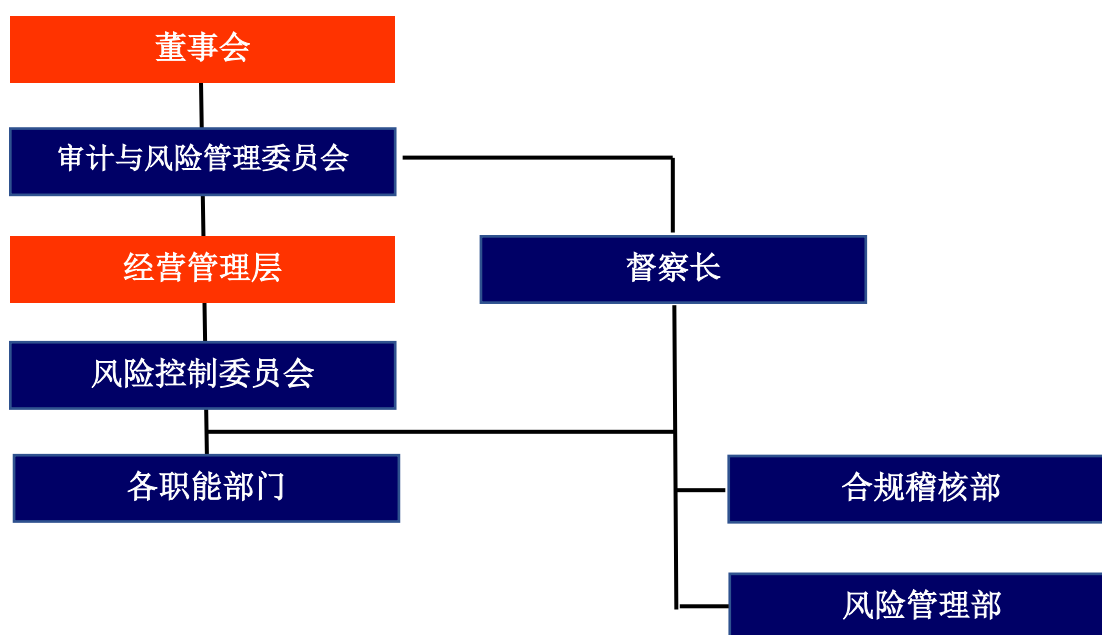 董事会
审计与风险管理委员会
经营管理层
督察长
风险控制委员会
各职能部门
合规稽核部
风险管理部